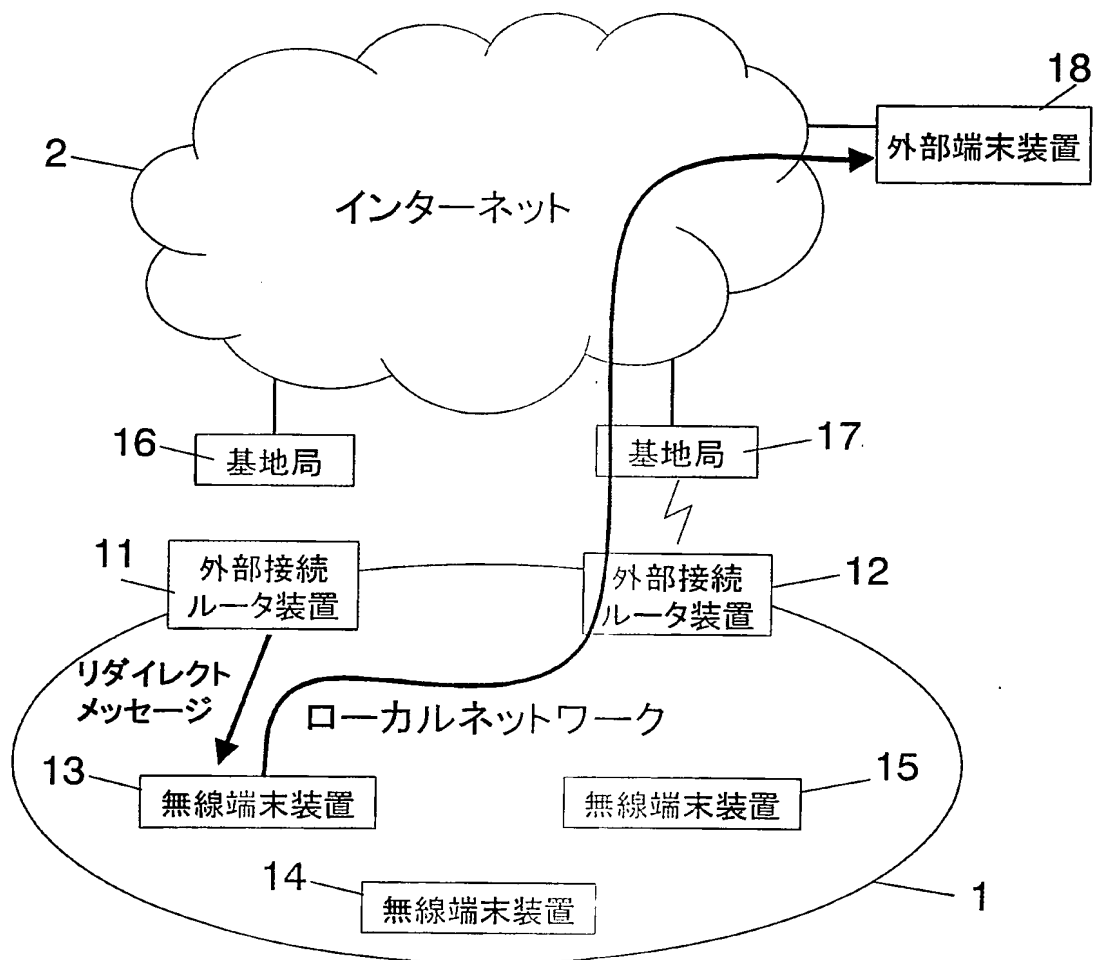 18
外部端末装置
2
インターネット
16
基地局
17
基地局
11
外部接続
ルータ装置
12
外部接続
ルータ装置
リダイレクト
メッセージ
ローカルネットワーク
13
無線端末装置
15
無線端末装置
14
無線端末装置
1